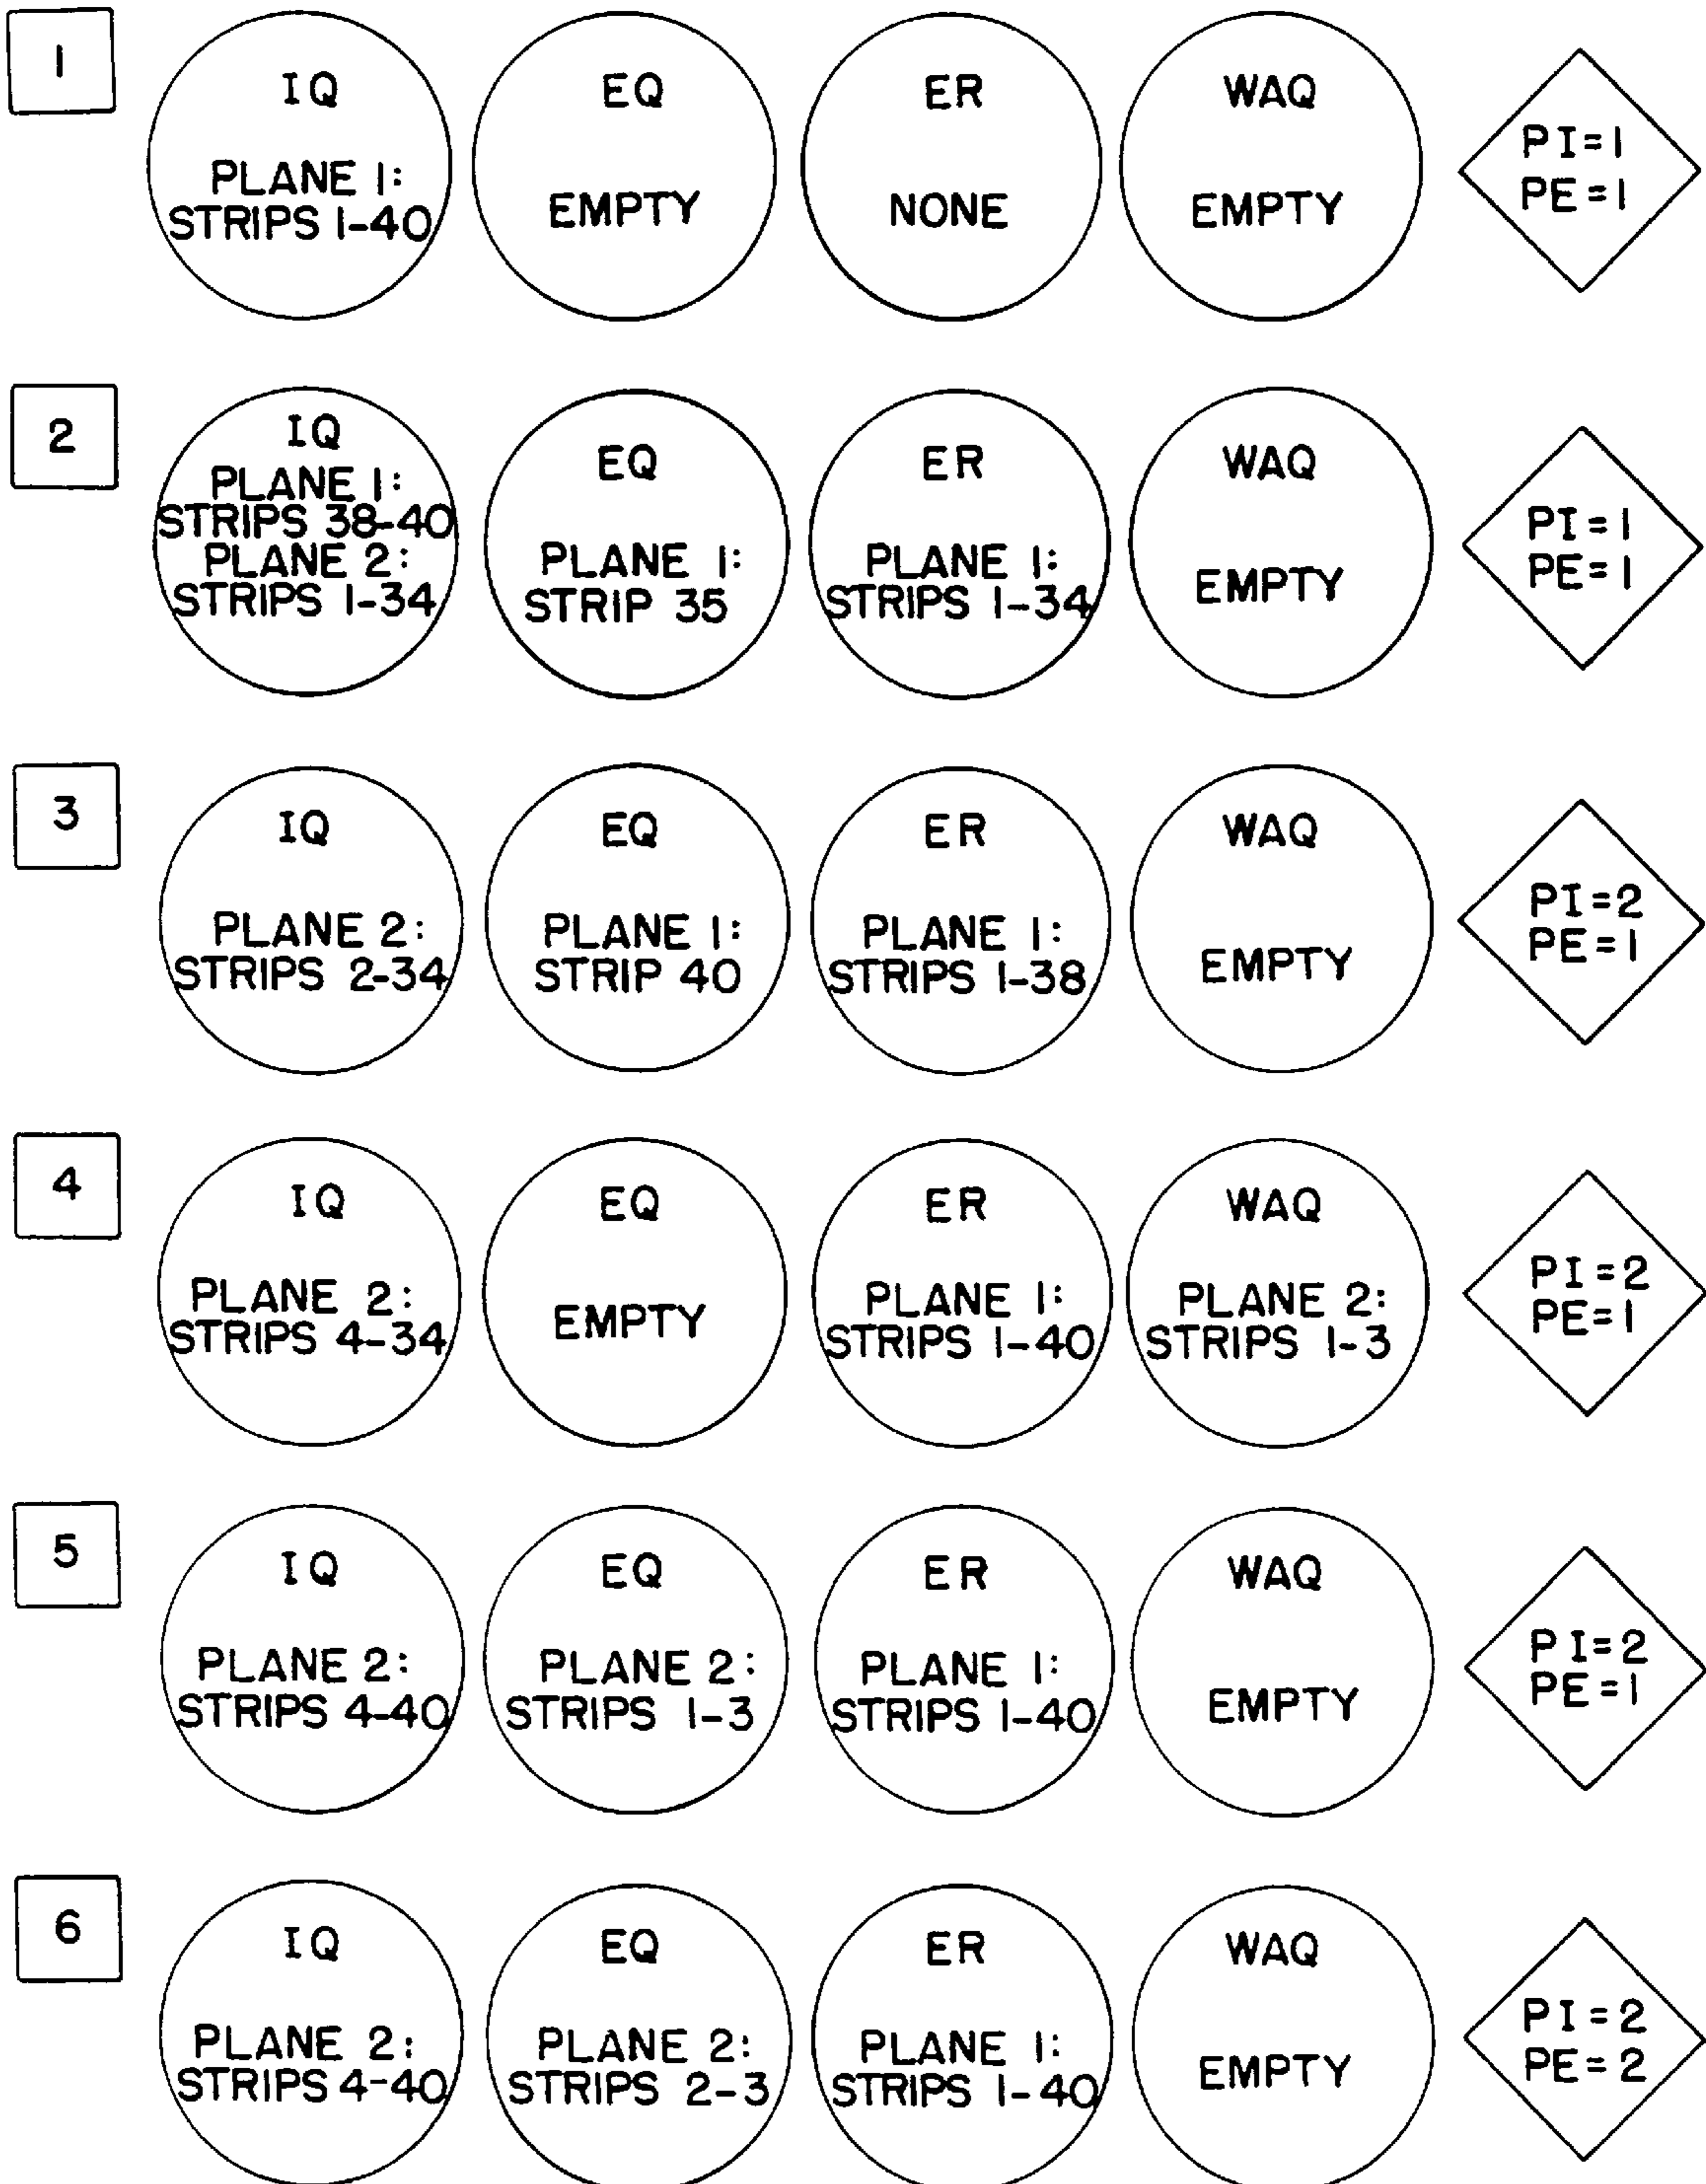 1
IQ
PLANE 1:
STRIPS 1-40
EQ
EMPTY
ER
NONE
WAQ
EMPTY
PI=1
PE=1
2
IQ
PLANE 1:
STRIPS 38-40
PLANE 2:
STRIPS 1-34
EQ
PLANE 1:
STRIP 35
ER
PLANE 1:
STRIPS 1-34
WAQ
EMPTY
PI=1
PE=1
3
IQ
PLANE 2:
STRIPS 2-34
EQ
PLANE 1:
STRIP 40
ER
PLANE 1:
STRIPS 1-38
WAQ
EMPTY
PI=2
PE=1
4
IQ
PLANE 2:
STRIPS 4-34
EQ
EMPTY
ER
PLANE 1:
STRIPS 1-40
WAQ
PLANE 2:
STRIPS 1-3
PI=2
PE=1
5
IQ
PLANE 2:
STRIPS 4-40
EQ
PLANE 2:
STRIPS 1-3
ER
PLANE 1:
STRIPS 1-40
WAQ
EMPTY
PI=2
PE=1
6
IQ
PLANE 2:
STRIPS 4-40
EQ
PLANE 2:
STRIPS 2-3
ER
PLANE 1:
STRIPS 1-40
WAQ
EMPTY
PI=2
PE=2